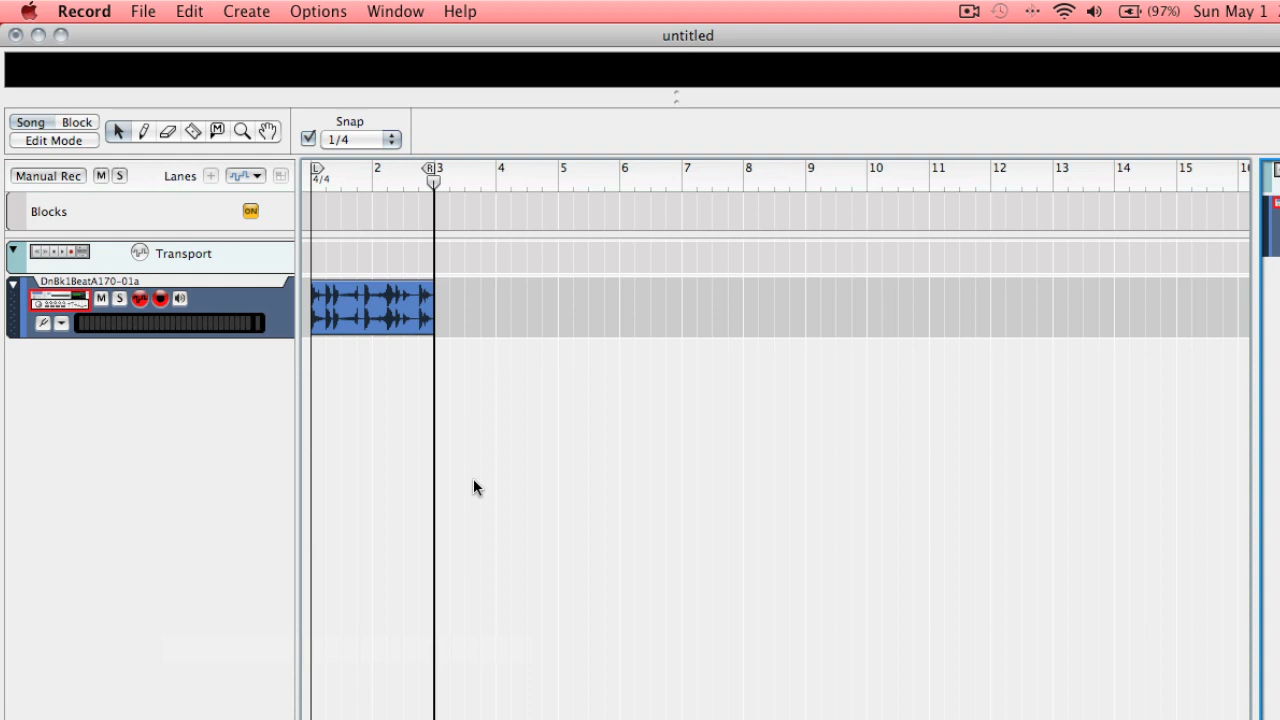 Record File Edit Create Options Window Help (97%) Sun May 1
untitled
Song Block
Edit Mode
M
Snap
1/4
Manual Rec M S Lanes
L 2 R 3 4 5 6 7 8 9 10 11 12 13 14 15
4/4
Blocks ON
Transport
DnBk1BeatA170-01a
M S